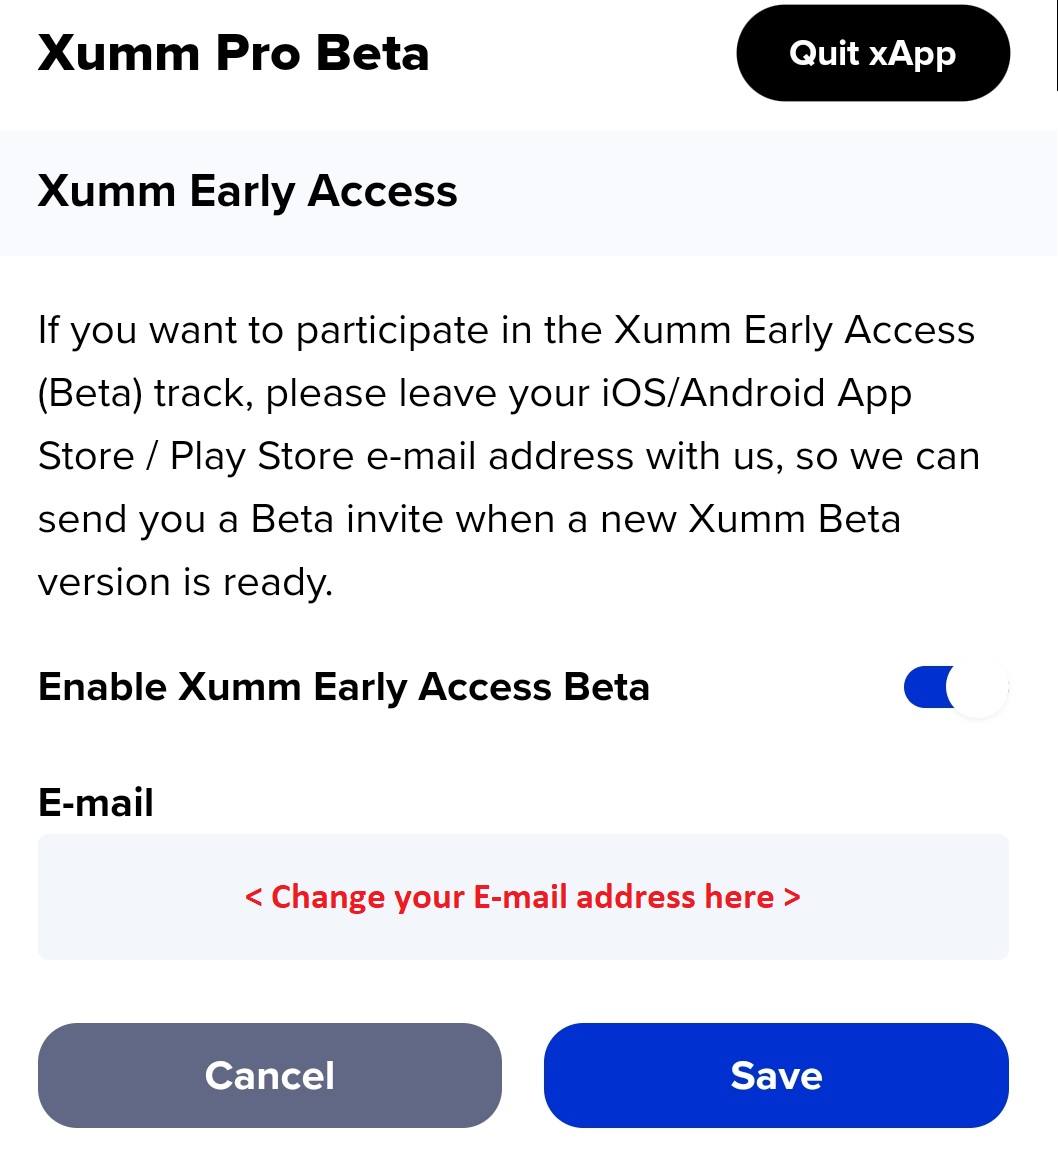 Xumm Pro Beta
Quit xApp
Xumm Early Access
If you want to participate in the Xumm Early Access
(Beta) track, please leave your iOS/Android App
Store / Play Store e-mail address with us, so we can
send you a Beta invite when a new Xumm Beta
version is ready.
Enable Xumm Early Access Beta
E-mail
< Change your E-mail address here >
Cancel
Save